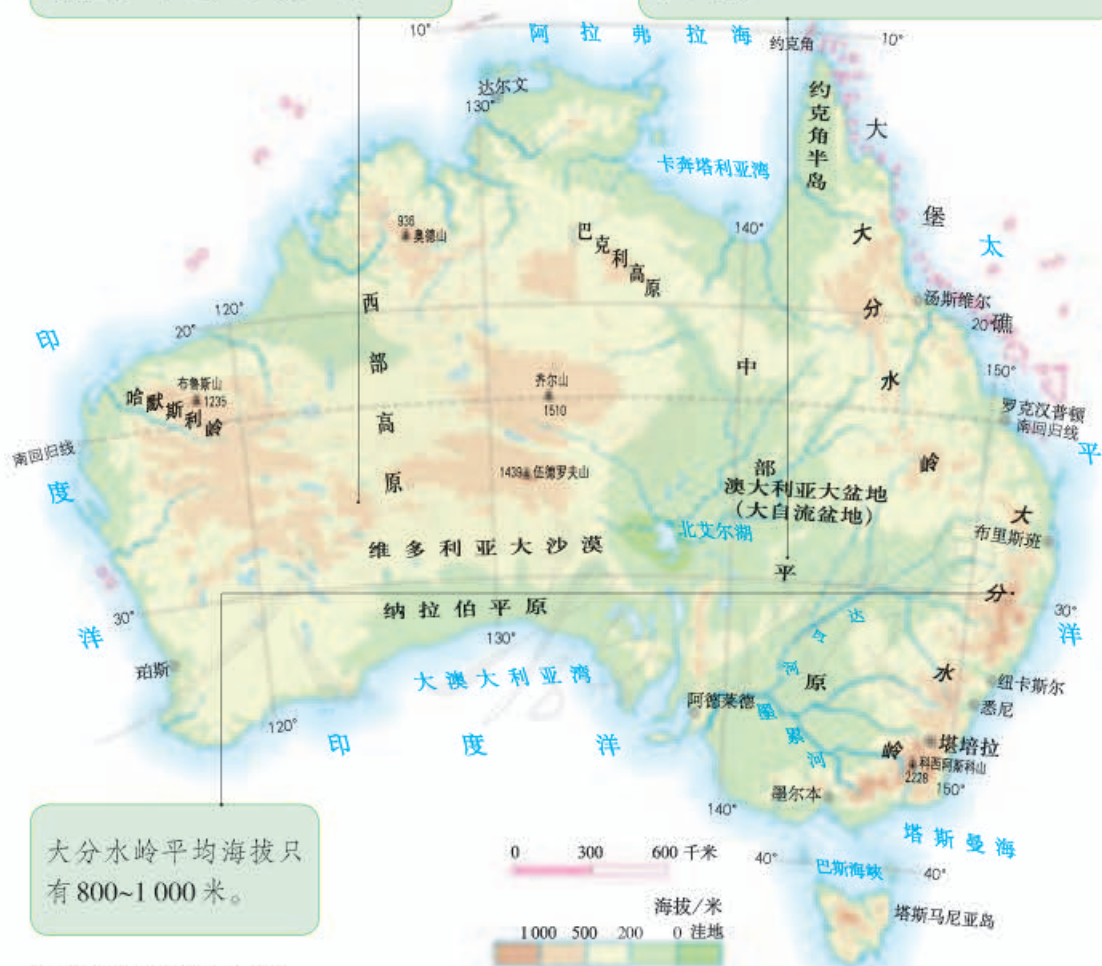 10°
阿拉弗拉海
约克角
10°
达尔文
130°
约克角半岛
大堡礁
卡奔塔利亚湾
936
奥德山
巴克利高原
140°
太平洋
大分水岭
汤斯维尔
20°
150°
120°
20°
印度洋
西部高原
中部平原
布鲁斯山
1235
哈默斯利岭
齐尔山
1510
罗克汉普顿
南回归线
南回归线
1439
伍德罗夫山
澳大利亚大盆地
(大自流盆地)
北艾尔湖
大分水岭
布里斯班
维多利亚大沙漠
纳拉伯平原
30°
30°
130°
达令河
珀斯
大澳大利亚湾
阿德莱德
墨累河
纽卡斯尔
悉尼
120°
印度洋
堪培拉
科西阿斯科山
2228
150°
墨尔本
140°
塔斯曼海
大分水岭平均海拔只
有800~1 000米。
0 300 600 千米
40°
巴斯海峡
40°
海拔/米
塔斯马尼亚岛
1 000 500 200 0 洼地